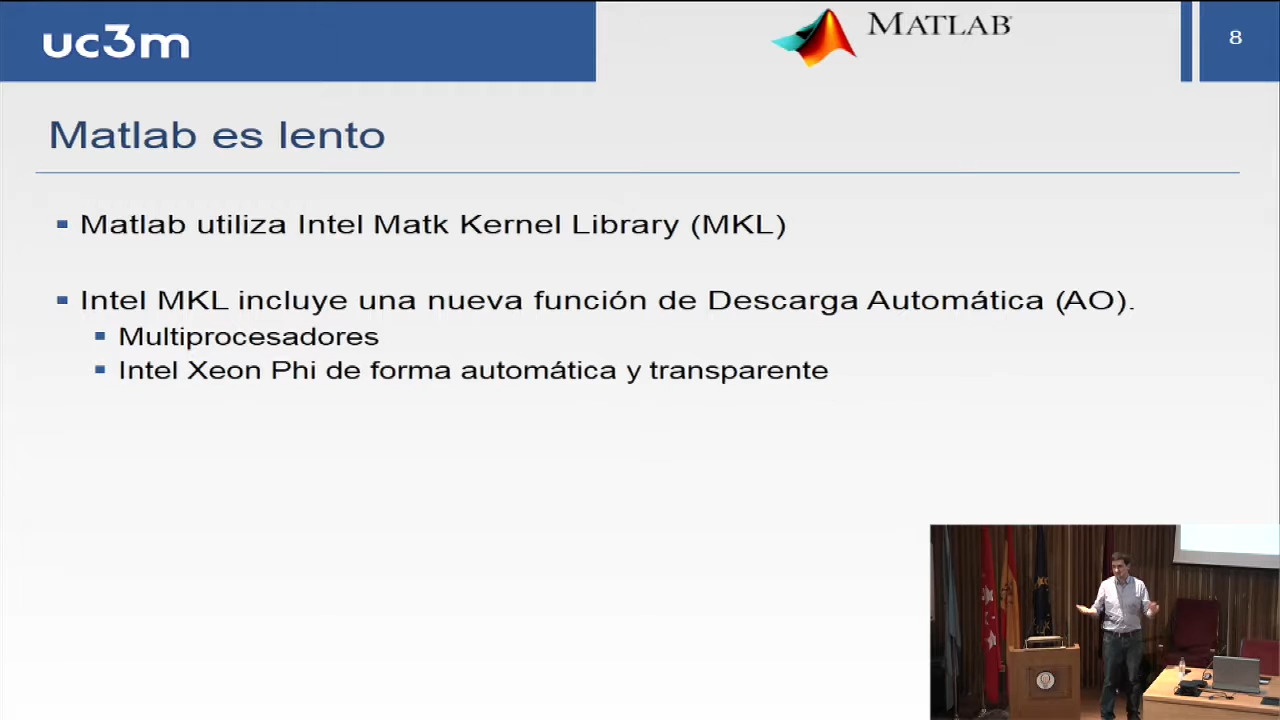 uc3m
MATLAB
8
Matlab es lento
Matlab utiliza Intel Matk Kernel Library (MKL)
Intel MKL incluye una nueva función de Descarga Automática (AO).
Multiprocesadores
Intel Xeon Phi de forma automática y transparente